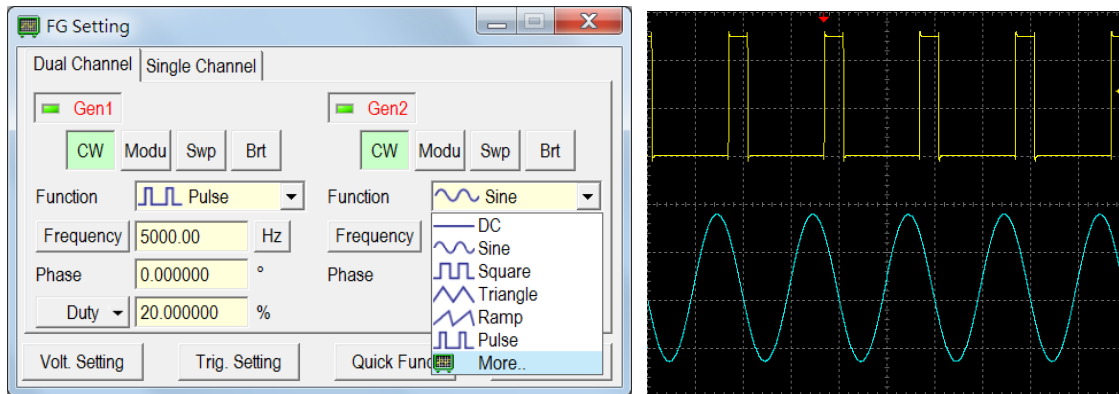 FG Setting
Dual Channel Single Channel
Gen1 Gen2
CW Modu Swp Brt CW Modu Swp Brt
Function Pulse Function Sine
DC
Frequency 5000.00 Hz Frequency
Sine
Phase 0.000000 ° Phase
Square
Triangle
Duty 20.000000 %
Ramp
Pulse
Volt. Setting Trig. Setting Quick Func
More..